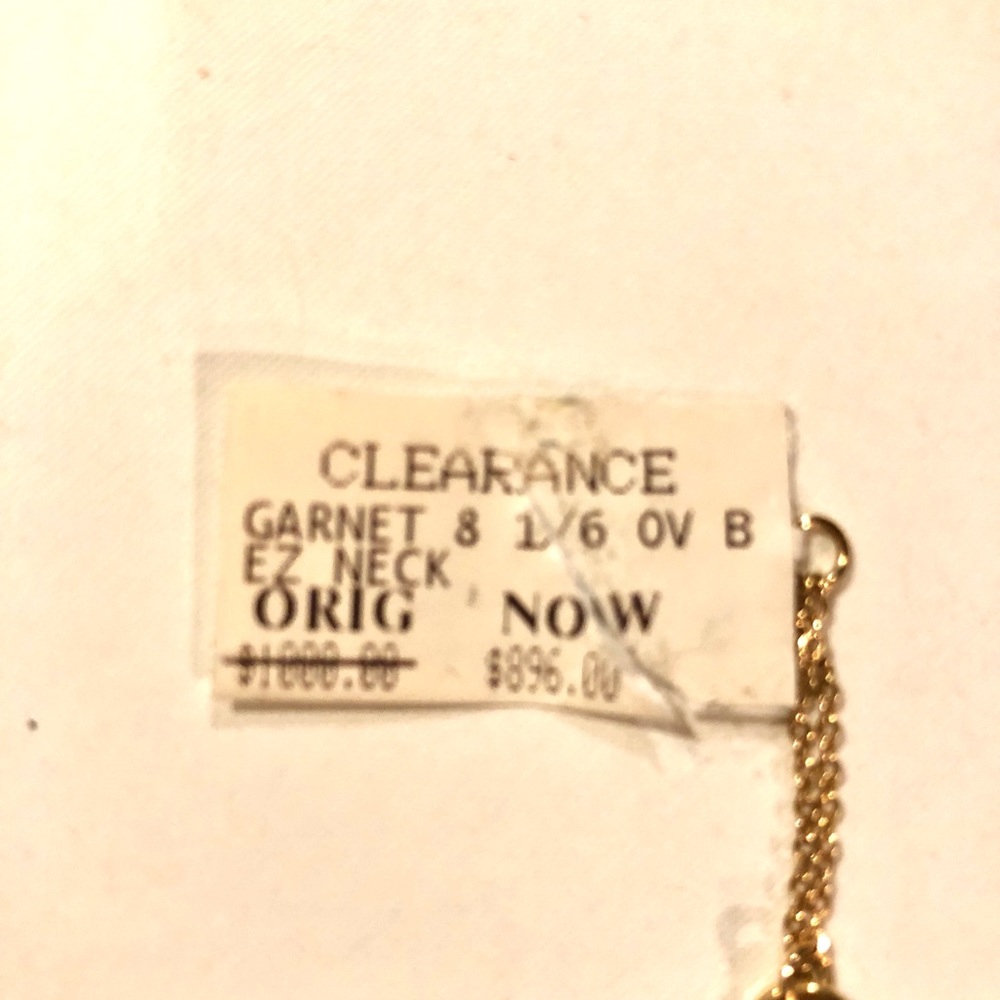 CLEARANCE
GARNET 8 1/6 OV B
EZ NECK
ORIG NOW
$1000.00 $896.00